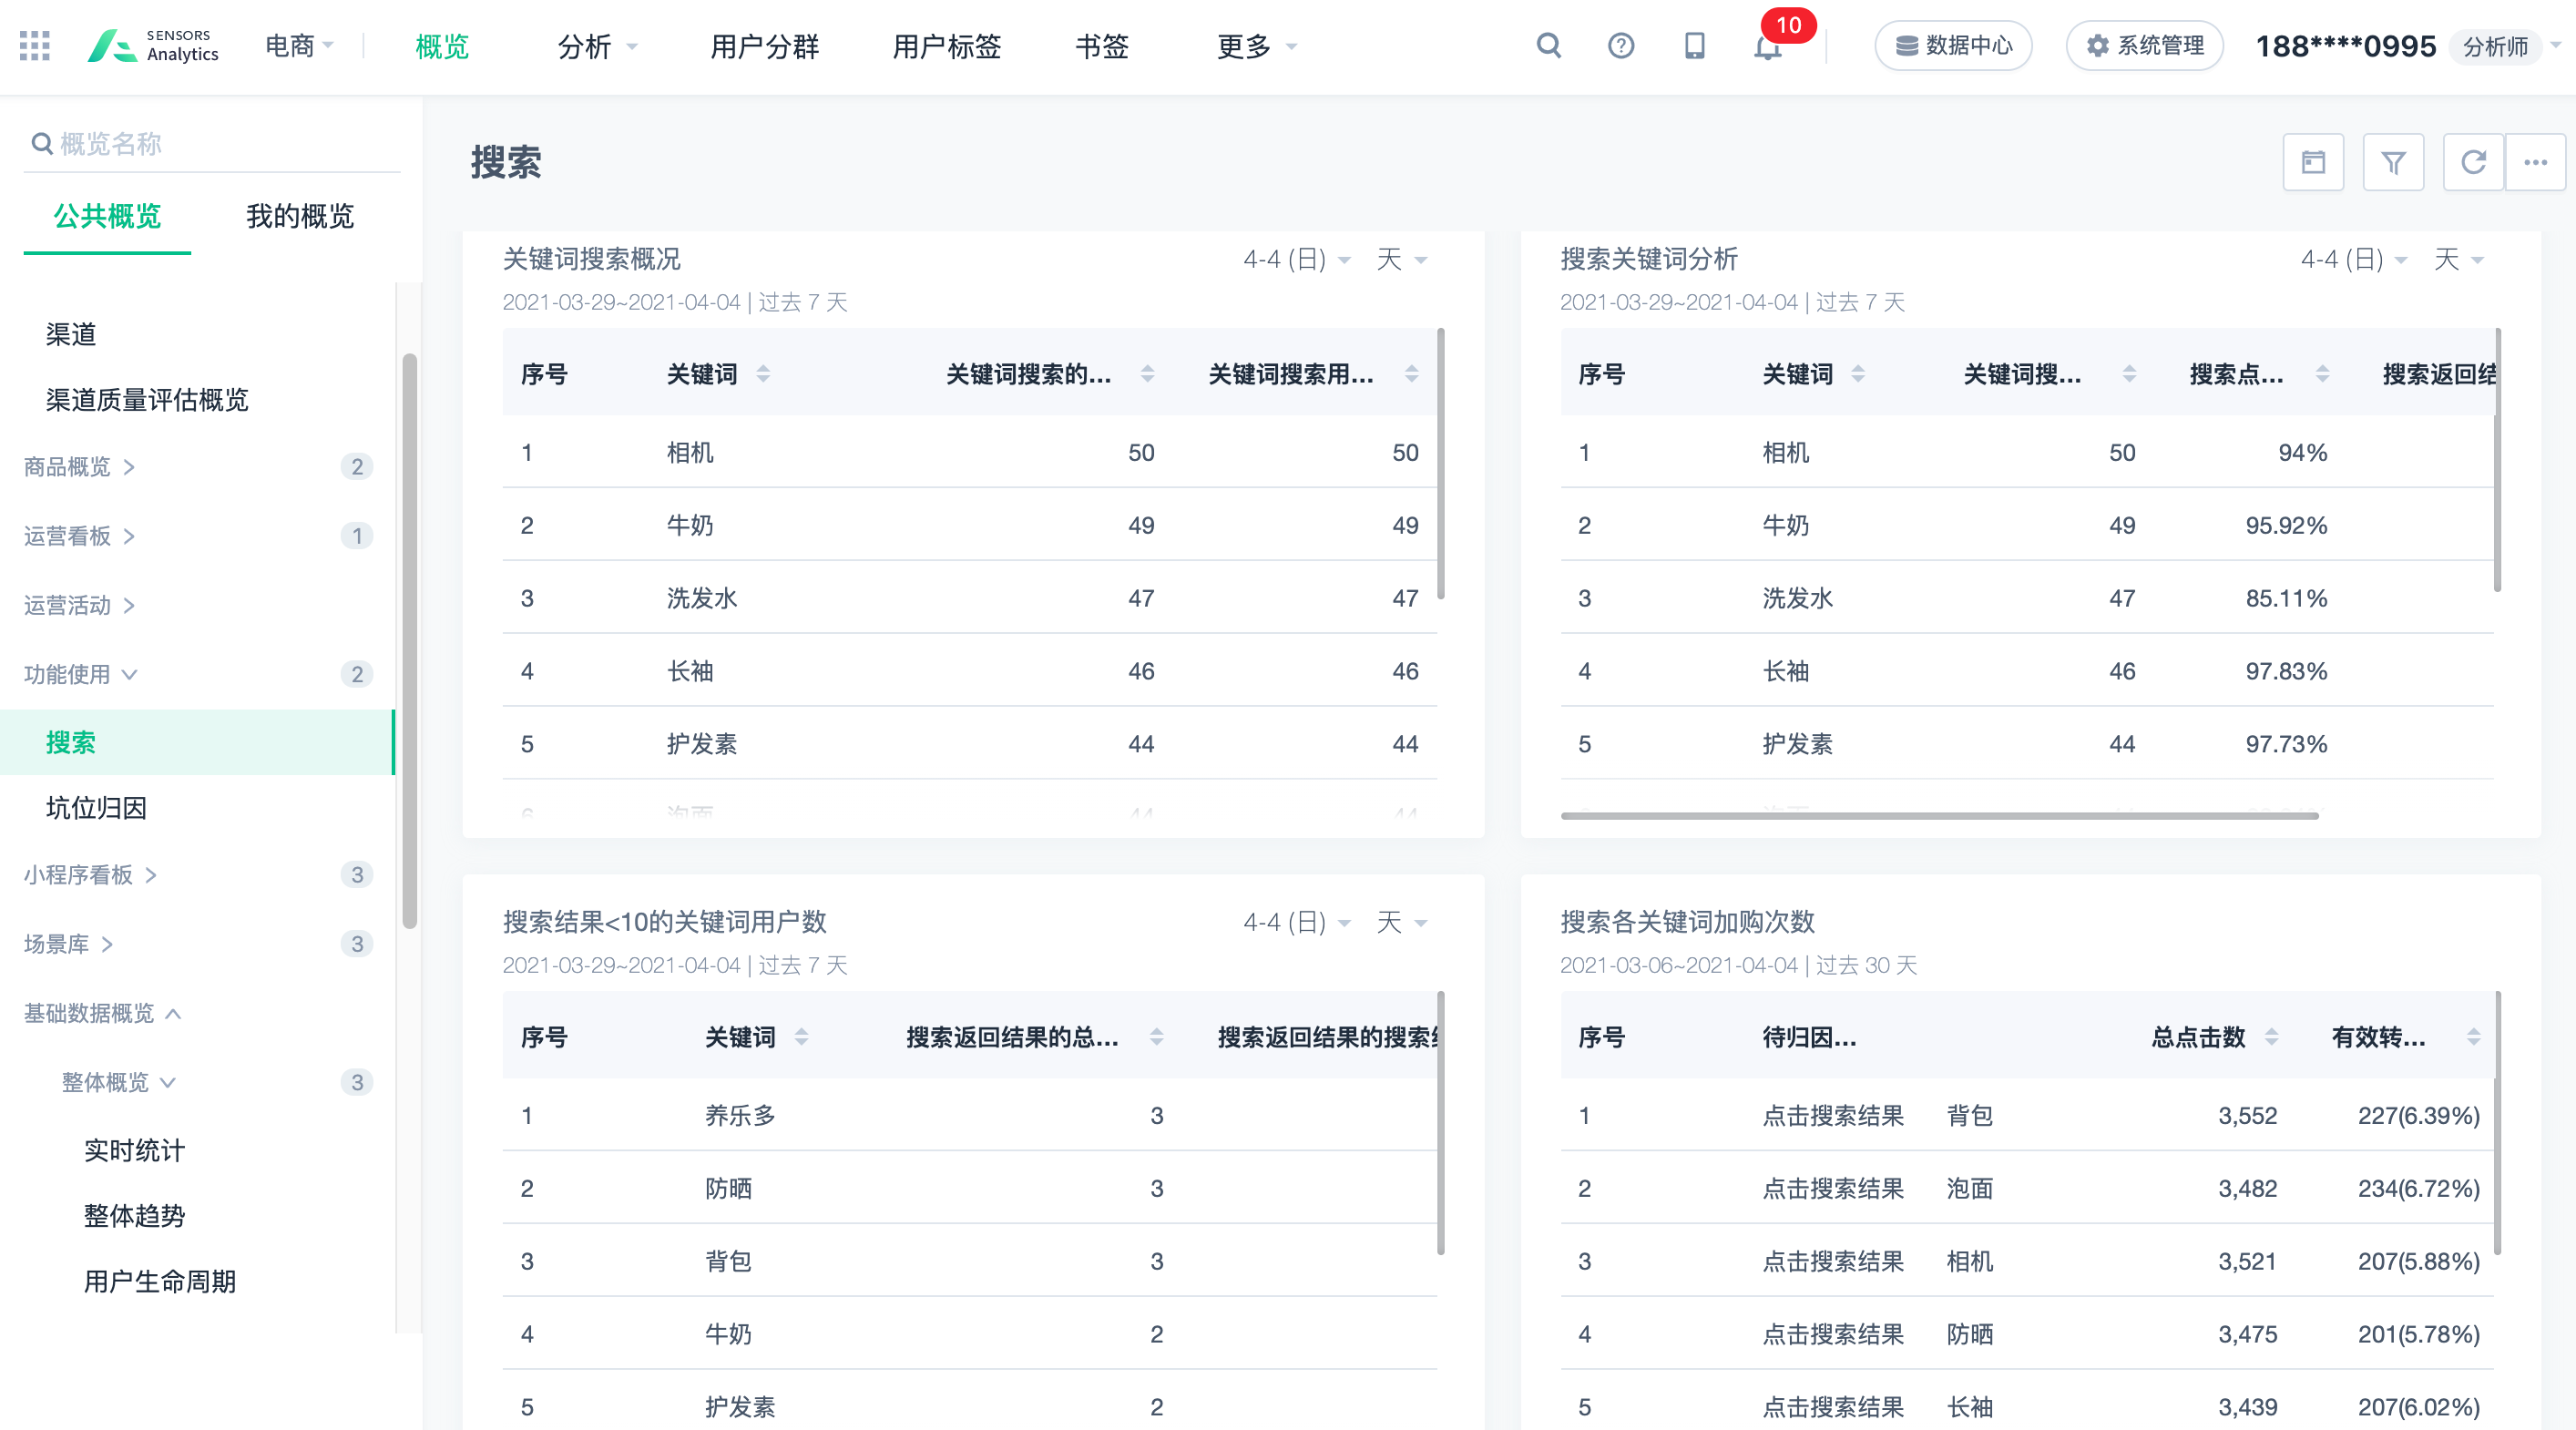 SENSORS
Analytics
电商
概览
分析
用户分群
用户标签
书签
更多
10
数据中心
系统管理
188****0995
分析师
概览名称
公共概览
我的概览
渠道
渠道质量评估概览
商品概览 2
运营看板 1
运营活动
功能使用 2
搜索
坑位归因
小程序看板 3
场景库 3
基础数据概览
整体概览 3
实时统计
整体趋势
用户生命周期
搜索
关键词搜索概况 4-4 (日) 天
2021-03-29~2021-04-04 | 过去 7 天
序号 关键词 关键词搜索的... 关键词搜索用...
1 相机 50 50
2 牛奶 49 49
3 洗发水 47 47
4 长袖 46 46
5 护发素 44 44
6 泡面 44 44
搜索关键词分析 4-4 (日) 天
2021-03-29~2021-04-04 | 过去 7 天
序号 关键词 关键词搜... 搜索点... 搜索返回结
1 相机 50 94%
2 牛奶 49 95.92%
3 洗发水 47 85.11%
4 长袖 46 97.83%
5 护发素 44 97.73%
搜索结果<10的关键词用户数 4-4 (日) 天
2021-03-29~2021-04-04 | 过去 7 天
序号 关键词 搜索返回结果的总... 搜索返回结果的搜索
1 养乐多 3
2 防晒 3
3 背包 3
4 牛奶 2
5 护发素 2
搜索各关键词加购次数
2021-03-06~2021-04-04 | 过去 30 天
序号 待归因... 总点击数 有效转...
1 点击搜索结果 背包 3,552 227(6.39%)
2 点击搜索结果 泡面 3,482 234(6.72%)
3 点击搜索结果 相机 3,521 207(5.88%)
4 点击搜索结果 防晒 3,475 201(5.78%)
5 点击搜索结果 长袖 3,439 207(6.02%)